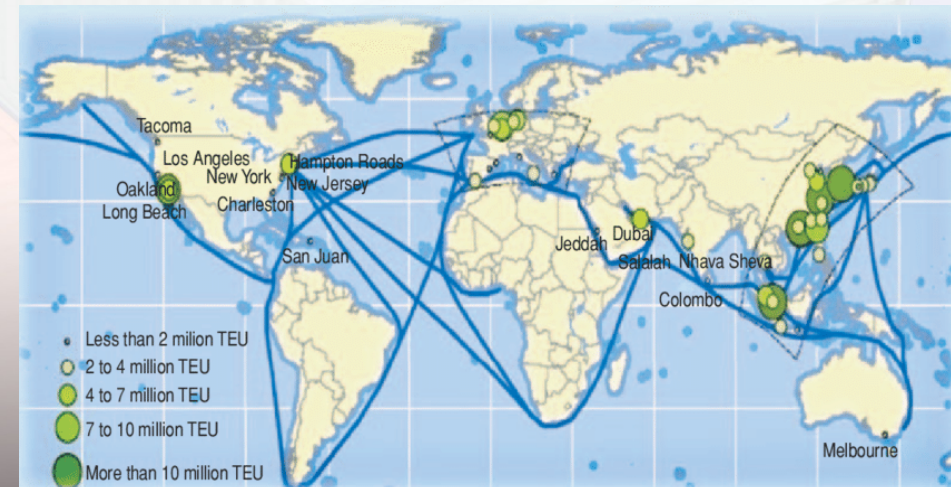 Tacoma
Los Angeles
Hampton Roads
New York
New Jersey
Oakland
Charleston
Long Beach
San Juan
Jeddah
Dubai
Salalah
Nhava Sheva
Colombo
Melbourne
Less than 2 milion TEU
2 to 4 million TEU
4 to 7 million TEU
7 to 10 million TEU
More than 10 million TEU